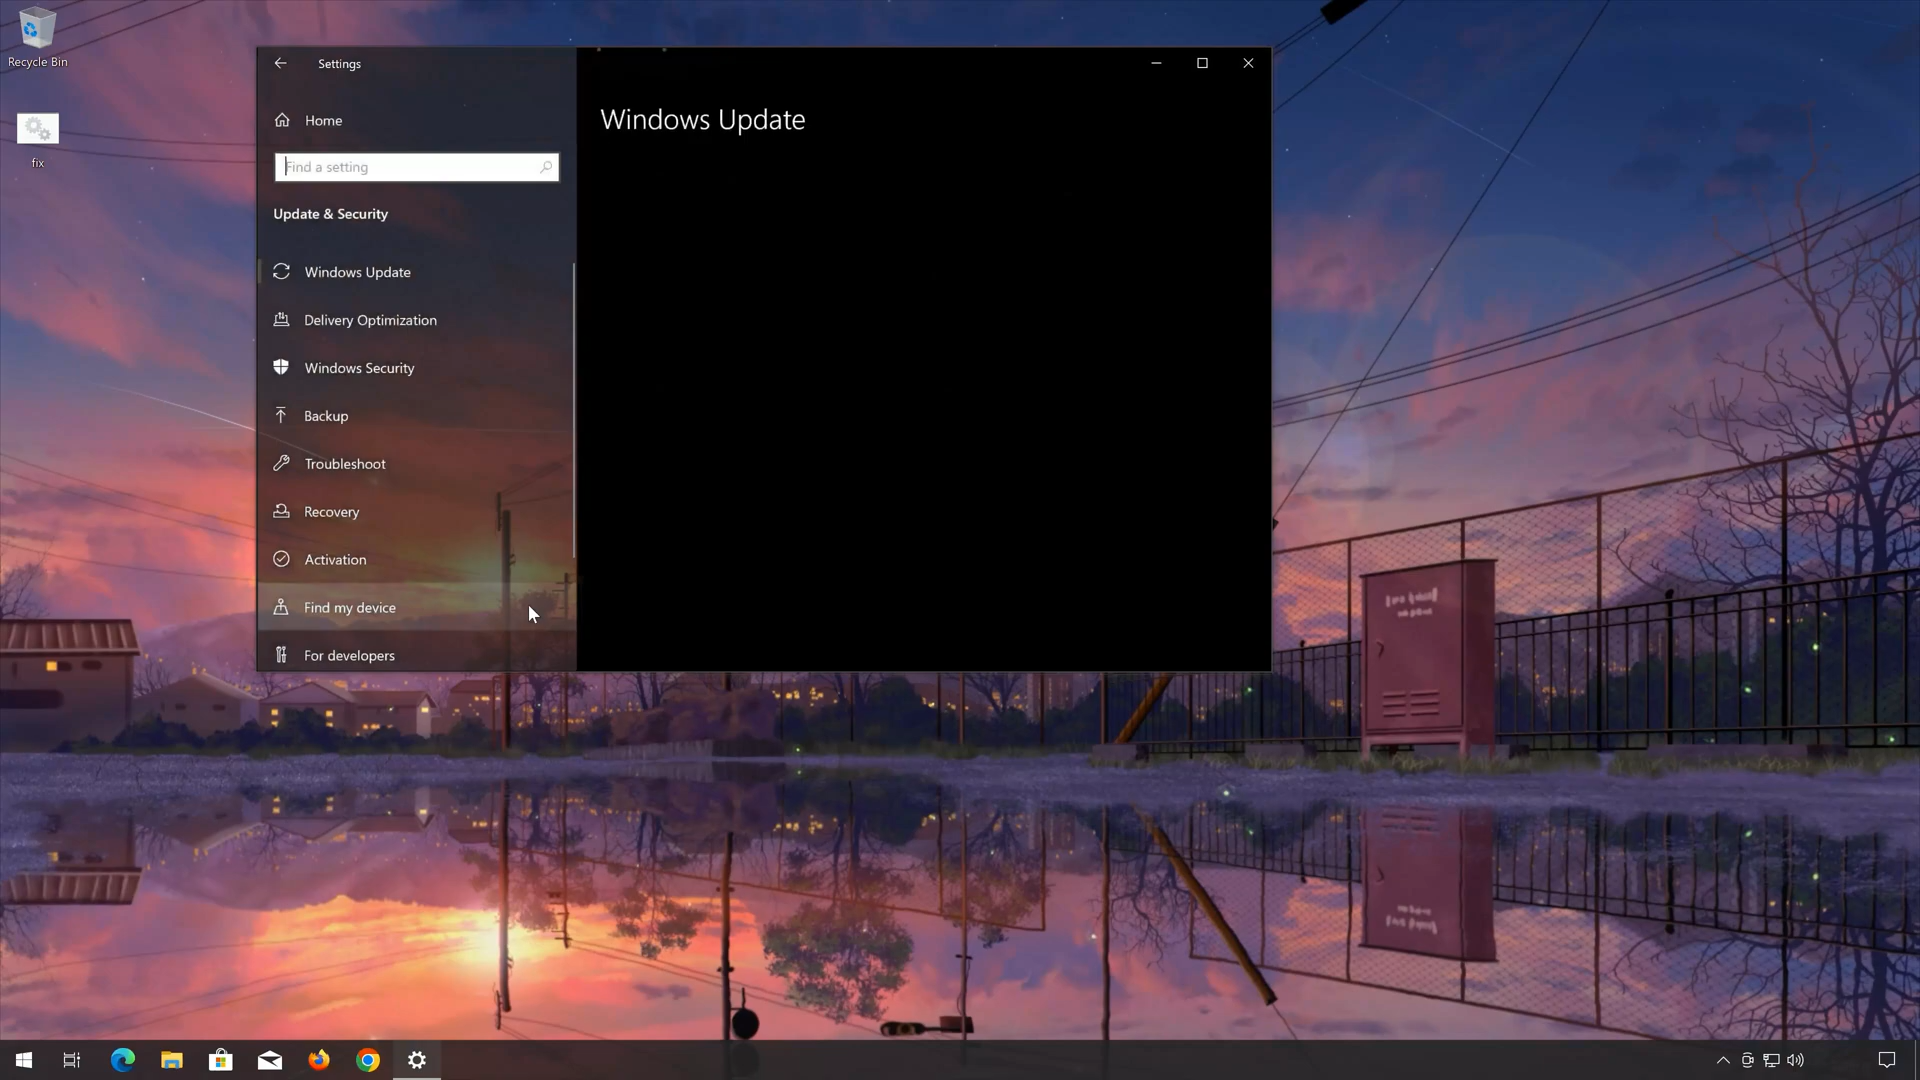 Recycle Bin
fix
Settings
Home
Find a setting
Update & Security
Windows Update
Delivery Optimization
Windows Security
Backup
Troubleshoot
Recovery
Activation
Find my device
For developers
Windows Update